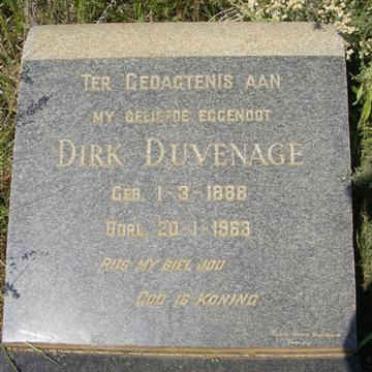 TER GEDAGTENIS AAN
MY GELIEFDE EGGENOOT
DIRK DUVENAGE
GEB. 1-3-1888
OORL. 20-1-1963
RUS MY SIEL JOU
GOD IS KONING